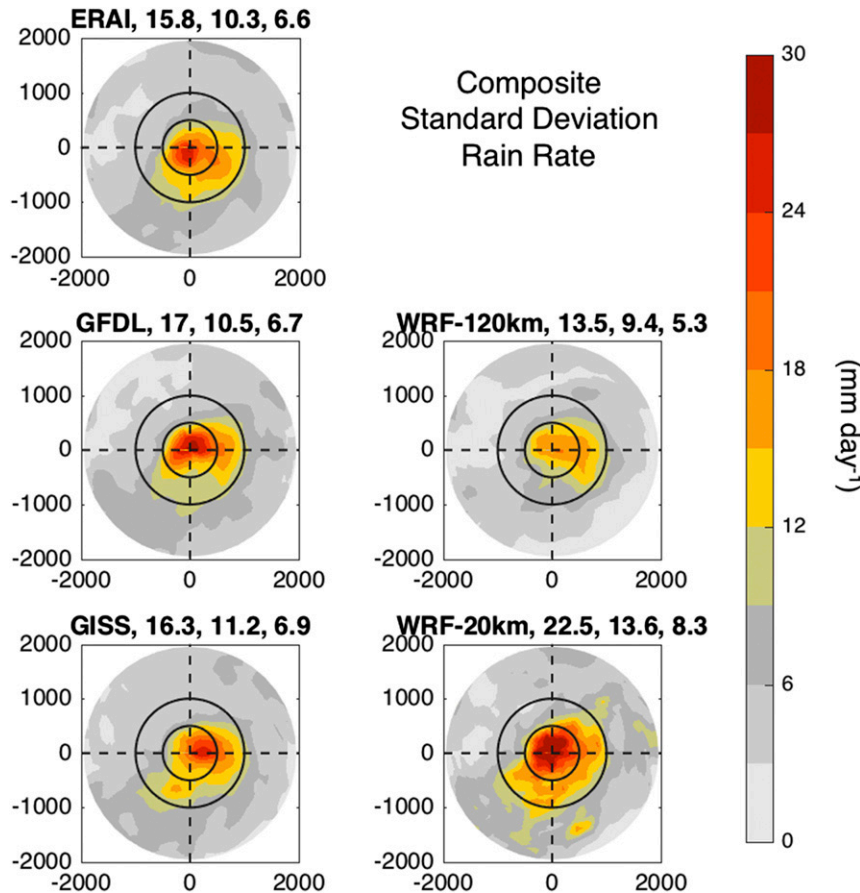 ERAI, 15.8, 10.3, 6.6
2000
1000
0
-1000
-2000
-2000 0 2000
Composite
Standard Deviation
Rain Rate
GFDL, 17, 10.5, 6.7
2000
1000
0
-1000
-2000
-2000 0 2000
WRF-120km, 13.5, 9.4, 5.3
2000
1000
0
-1000
-2000
-2000 0 2000
GISS, 16.3, 11.2, 6.9
2000
1000
0
-1000
-2000
-2000 0 2000
WRF-20km, 22.5, 13.6, 8.3
2000
1000
0
-1000
-2000
-2000 0 2000
30
24
18
12
6
0
(mm day⁻¹)